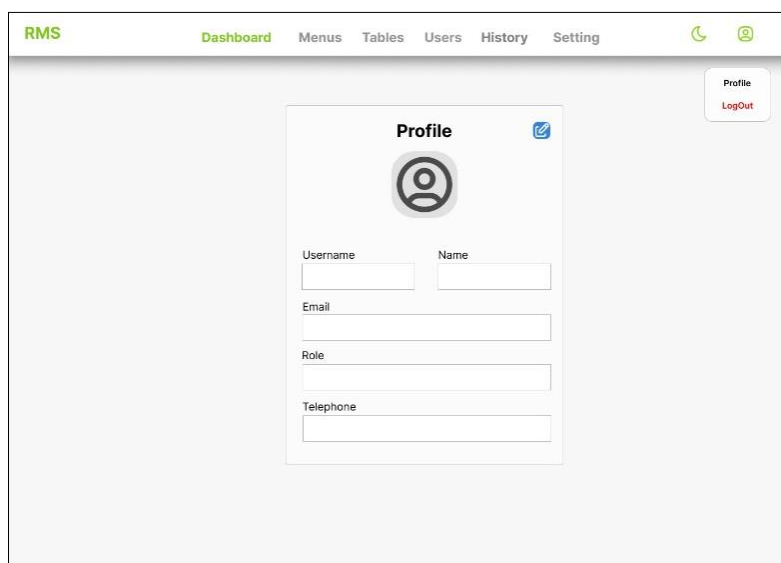 RMS Dashboard Menus Tables Users History Setting
Profile
LogOut
Profile
Username Name
Email
Role
Telephone